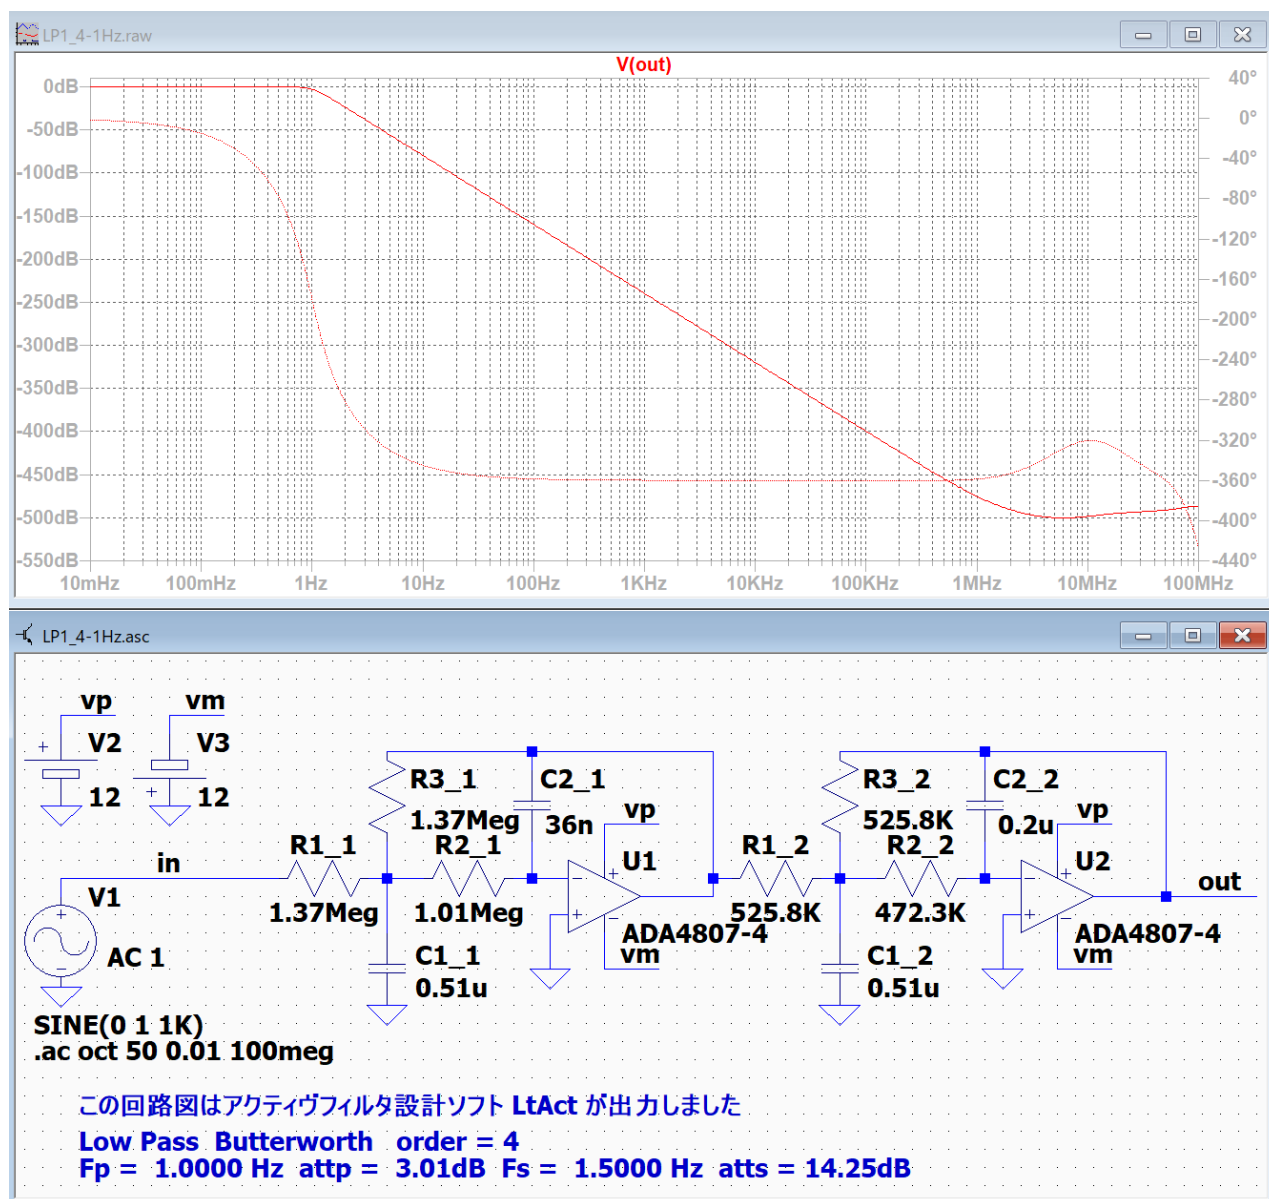 LP1_4-1Hz.raw
V(out)
0dB
-50dB
-100dB
-150dB
-200dB
-250dB
-300dB
-350dB
-400dB
-450dB
-500dB
-550dB
40°
0°
-40°
-80°
-120°
-160°
-200°
-240°
-280°
-320°
-360°
-400°
-440°
10mHz 100mHz 1Hz 10Hz 100Hz 1KHz 10KHz 100KHz 1MHz 10MHz 100MHz
LP1_4-1Hz.asc
vp
V2
12
vm
V3
12
in
V1
AC 1
R1_1
1.37Meg
R3_1
1.37Meg
R2_1
1.01Meg
C2_1
36n
C1_1
0.51u
vp
U1
ADA4807-4
vm
R1_2
525.8K
R3_2
525.8K
R2_2
472.3K
C2_2
0.2u
C1_2
0.51u
vp
U2
ADA4807-4
vm
out
SINE(0 1 1K)
.ac oct 50 0.01 100meg
この回路図はアクティヴフィルタ設計ソフト LtAct が出力しました
Low Pass Butterworth order = 4
Fp = 1.0000 Hz attp = 3.01dB Fs = 1.5000 Hz atts = 14.25dB